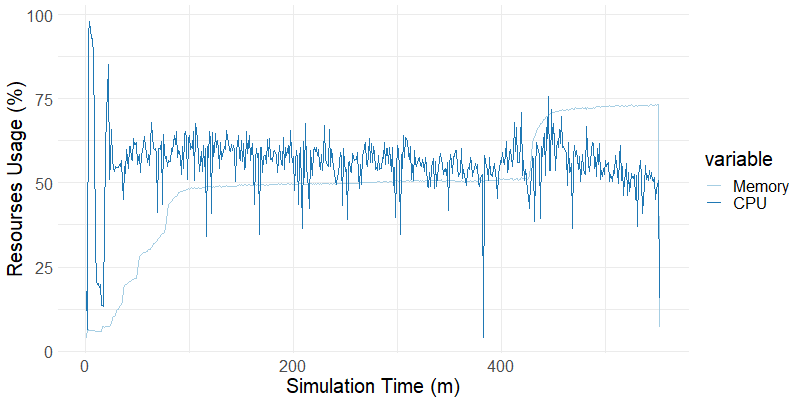 100
75
50
25
0
Resourses Usage (%)
0
200
400
Simulation Time (m)
variable
Memory
CPU